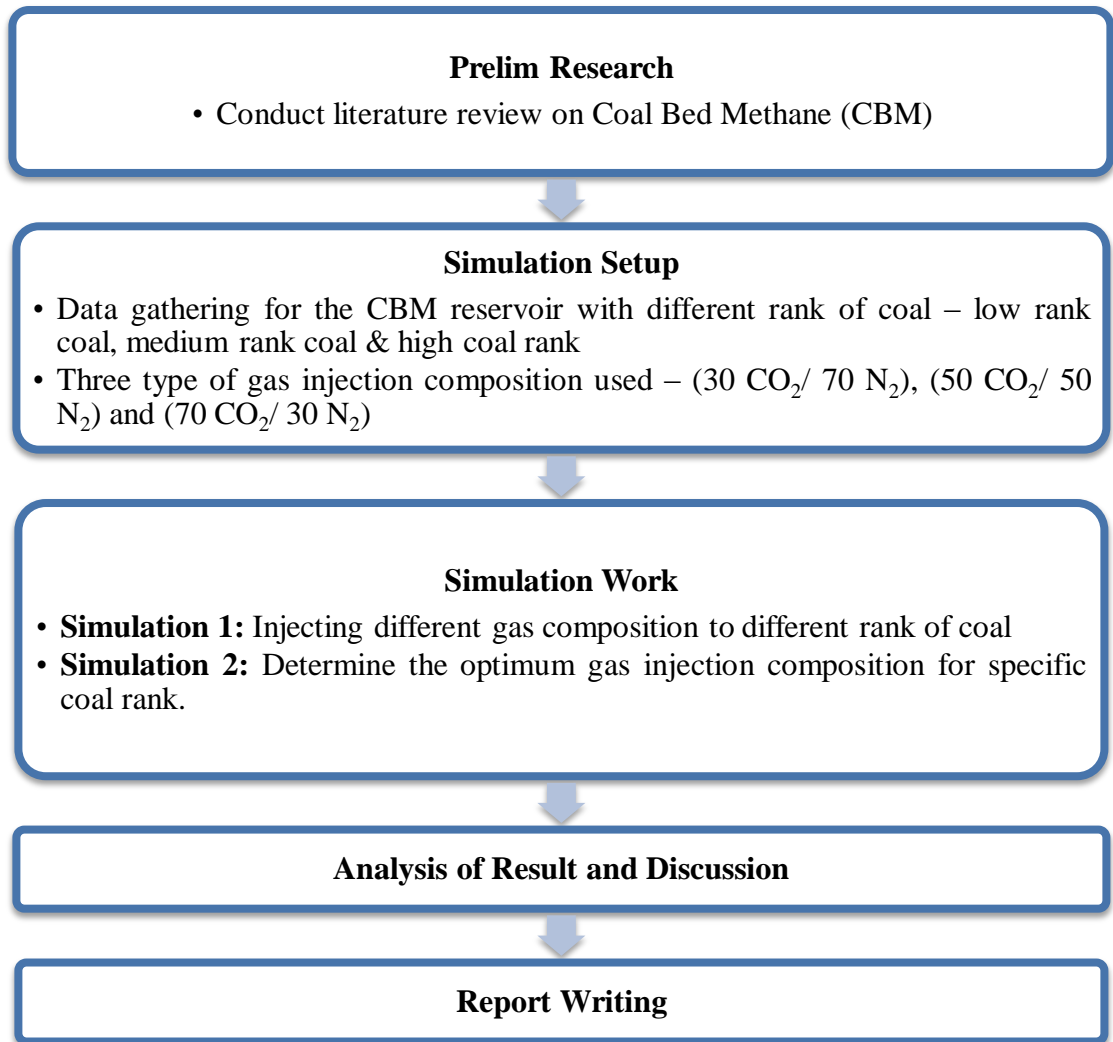 Prelim Research
• Conduct literature review on Coal Bed Methane (CBM)
Simulation Setup
• Data gathering for the CBM reservoir with different rank of coal – low rank
coal, medium rank coal & high coal rank
• Three type of gas injection composition used – (30 CO₂/ 70 N₂), (50 CO₂/ 50
N₂) and (70 CO₂/ 30 N₂)
Simulation Work
• Simulation 1: Injecting different gas composition to different rank of coal
• Simulation 2: Determine the optimum gas injection composition for specific
coal rank.
Analysis of Result and Discussion
Report Writing